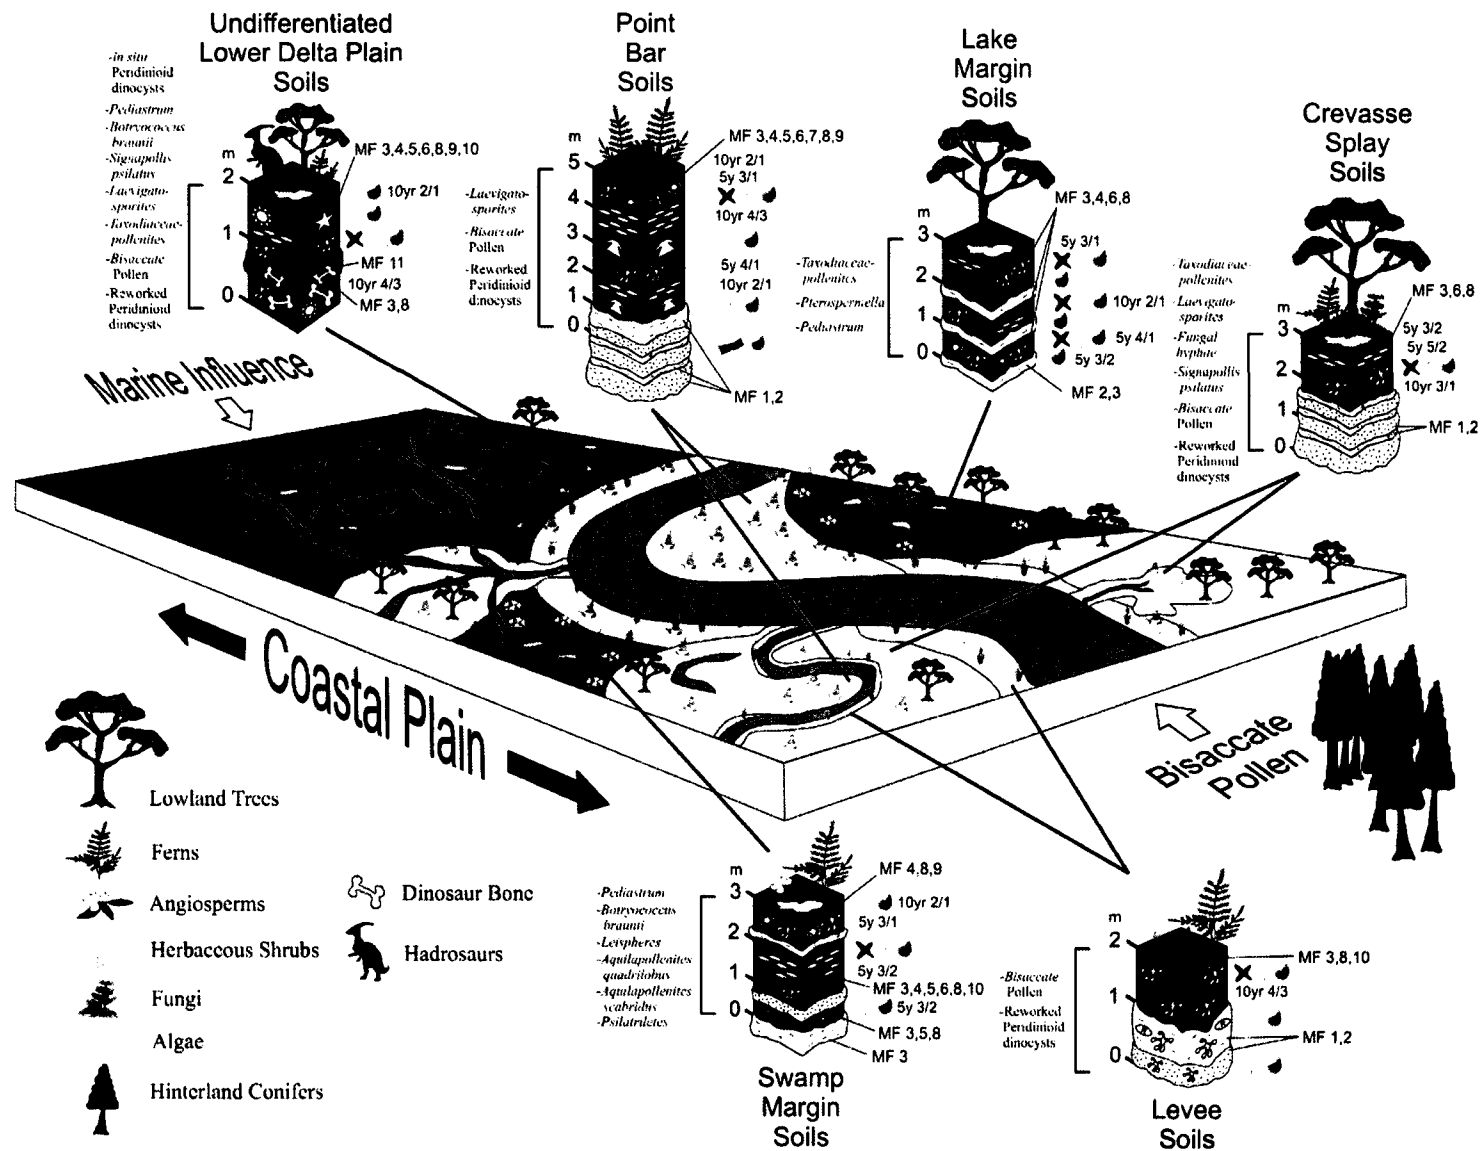 Undifferentiated
Lower Delta Plain
Soils
-in situ
Peridinioid
dinocysts
-Pediastrum
-Botryococcus
braunii
-Sigmapollis
psilatus
-Laevigato-
sporites
-Taxodiaceae-
pollenites
-Bisaccate
Pollen
-Reworked
Peridinioid
dinocysts
m
2
1
0
MF 3,4,5,6,8,9,10
10yr 2/1
MF 11
10yr 4/3
MF 3,8
Point
Bar
Soils
-Laevigato-
sporites
-Bisaccate
Pollen
-Reworked
Peridinioid
dinocysts
m
5
4
3
2
1
0
MF 3,4,5,6,7,8,9
10yr 2/1
5y 3/1
10yr 4/3
5y 4/1
10yr 2/1
MF 1,2
Lake
Margin
Soils
-Taxodiaceae-
pollenites
-Pterospermella
-Pediastrum
m
3
2
1
0
MF 3,4,6,8
5y 3/1
10yr 2/1
5y 4/1
5y 3/2
MF 2,3
Crevasse
Splay
Soils
-Taxodiaceae-
pollenites
-Laevigato-
sporites
-Fungal
hyphae
-Sigmapollis
psilatus
-Bisaccate
Pollen
-Reworked
Peridinioid
dinocysts
m
3
2
1
0
MF 3,6,8
5y 3/2
5y 5/2
10yr 3/1
MF 1,2
Marine Influence
Coastal Plain
Bisaccate
Pollen
Lowland Trees
Ferns
Angiosperms
Herbaceous Shrubs
Fungi
Algae
Hinterland Conifers
Dinosaur Bone
Hadrosaurs
-Pediastrum
-Botryococcus
braunii
-Leispheres
-Aquilapollenites
quadrilobus
-Aquilapollenites
scabridus
-Psilatriletes
m
3
2
1
0
MF 4,8,9
10yr 2/1
5y 3/1
5y 3/2
MF 3,4,5,6,8,10
5y 3/2
MF 3,5,8
MF 3
Swamp
Margin
Soils
-Bisaccate
Pollen
-Reworked
Peridinioid
dinocysts
m
2
1
0
MF 3,8,10
10yr 4/3
MF 1,2
Levee
Soils